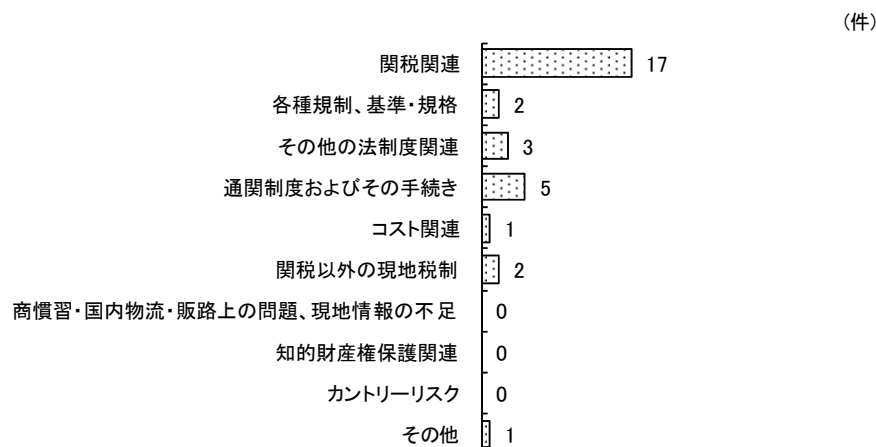 (件)
関税関連 17
各種規制、基準・規格 2
その他の法制度関連 3
通関制度およびその手続き 5
コスト関連 1
関税以外の現地税制 2
商慣習・国内物流・販路上の問題、現地情報の不足 0
知的財産権保護関連 0
カントリーリスク 0
その他 1